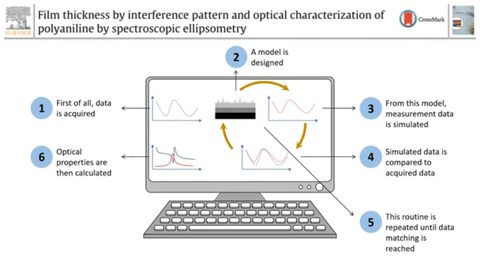 ELSEVIER
Film thickness by interference pattern and optical characterization of
polyaniline by spectroscopic ellipsometry
CrossMark
2
A model is
designed
1
First of all, data
is acquired
3
From this model,
measurement data
is simulated
6
Optical
properties are
then calculated
4
Simulated data is
compared to
acquired data
5
This routine is
repeated until data
matching is
reached